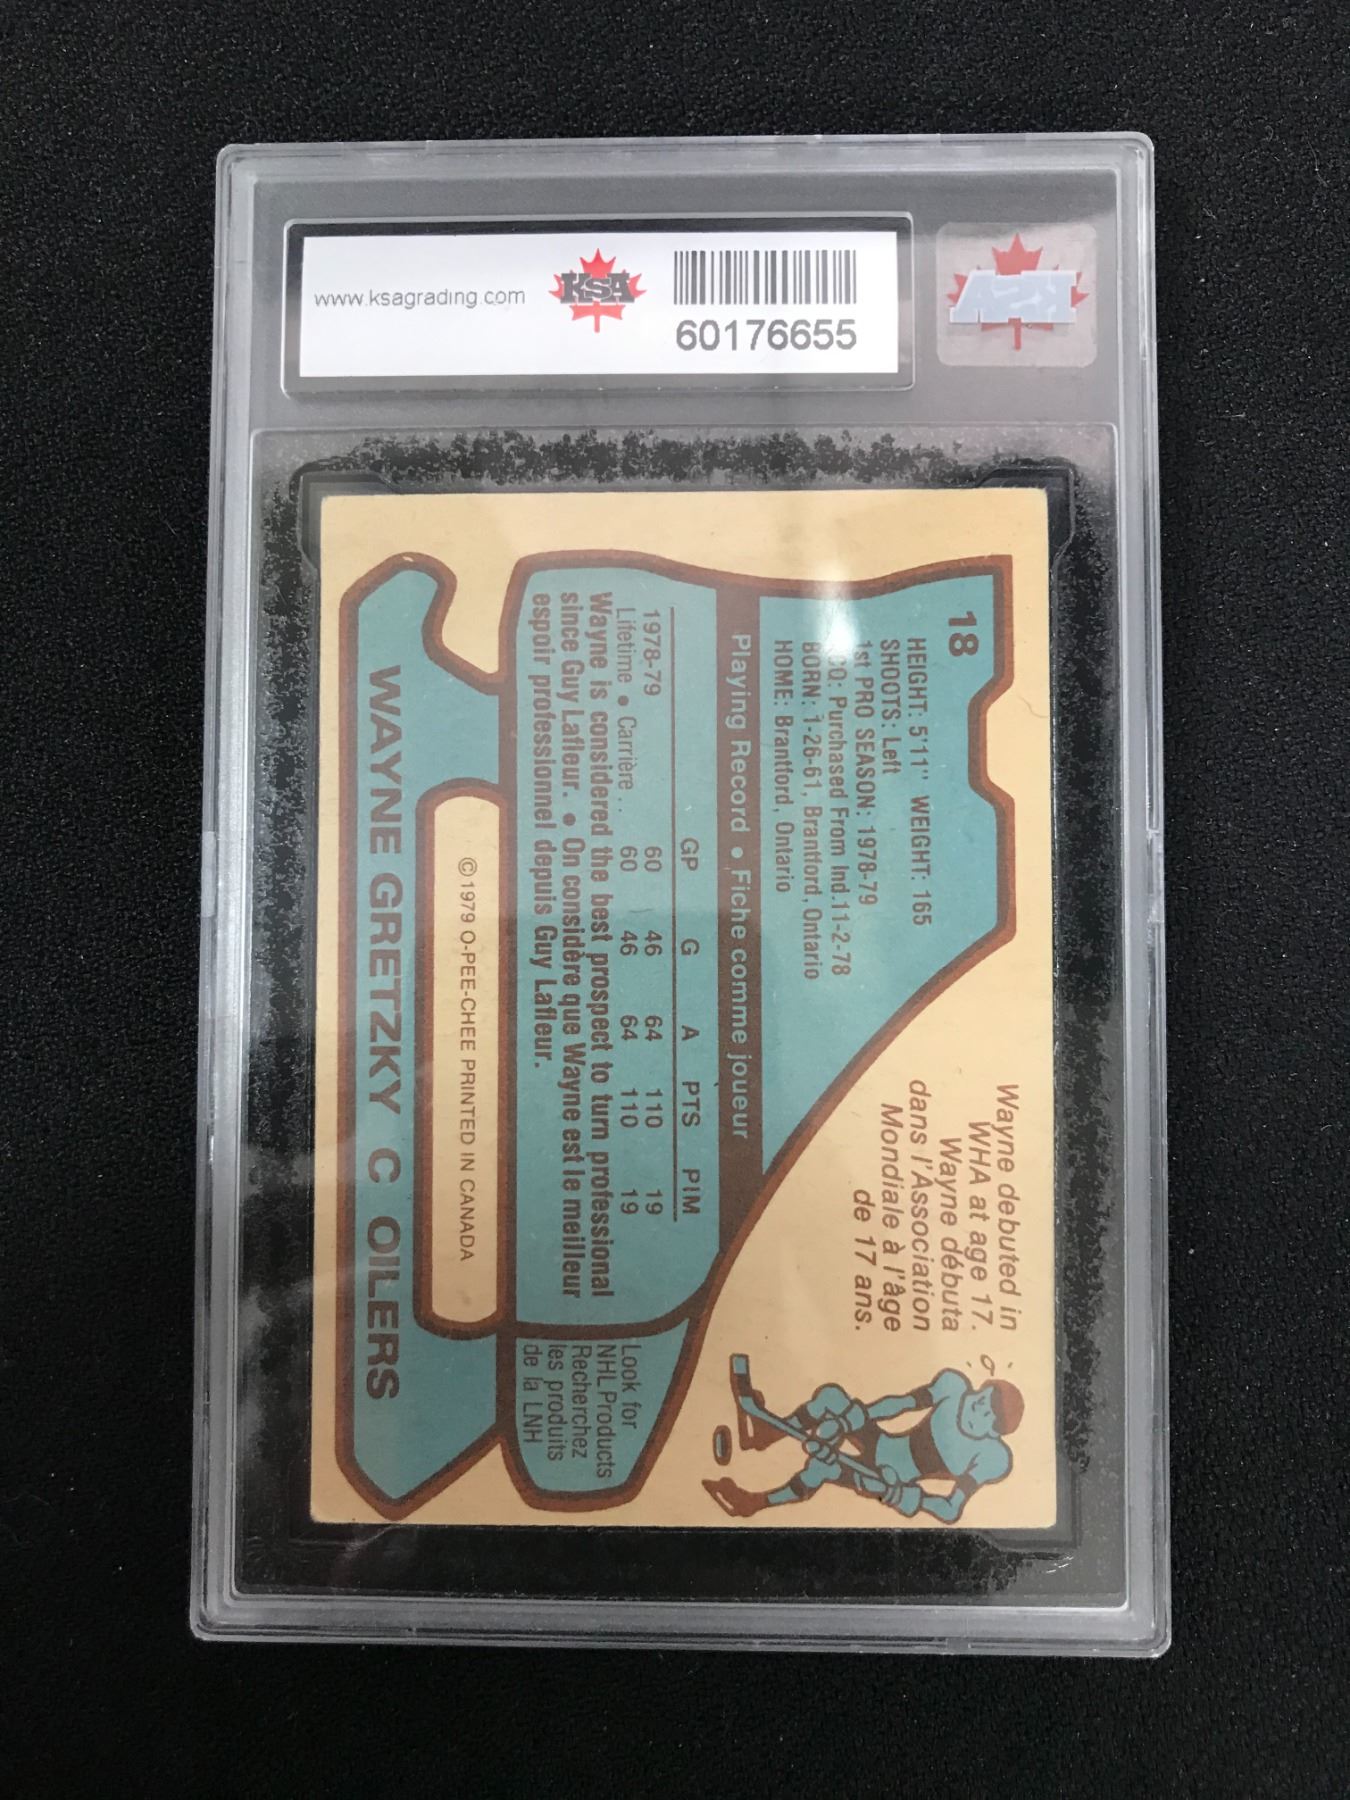 www.ksagrading.com
KSA
60176655
KSA
18
HEIGHT: 5'11" WEIGHT: 165
SHOOTS: Left
1st PRO SEASON: 1978-79
Purchased From Ind.11-2-78
BORN: 1-26-61, Brantford, Ontario
HOME: Brantford, Ontario
Wayne debuted in
WHA at age 17.
Wayne débuta
dans l'Association
Mondiale à l'âge
de 17 ans.
Playing Record • Fiche comme joueur
GP G A PTS PIM
1978-79 60 46 64 110 19
Lifetime • Carrière .. 60 46 64 110 19
Wayne is considered the best prospect to turn professional
since Guy Lafleur. • On considère que Wayne est le meilleur
espoir professionnel depuis Guy Lafleur.
Look for
NHL Products
Recherchez
les produits
de la LNH
©1979 O-PEE-CHEE PRINTED IN CANADA
WAYNE GRETZKY C OILERS